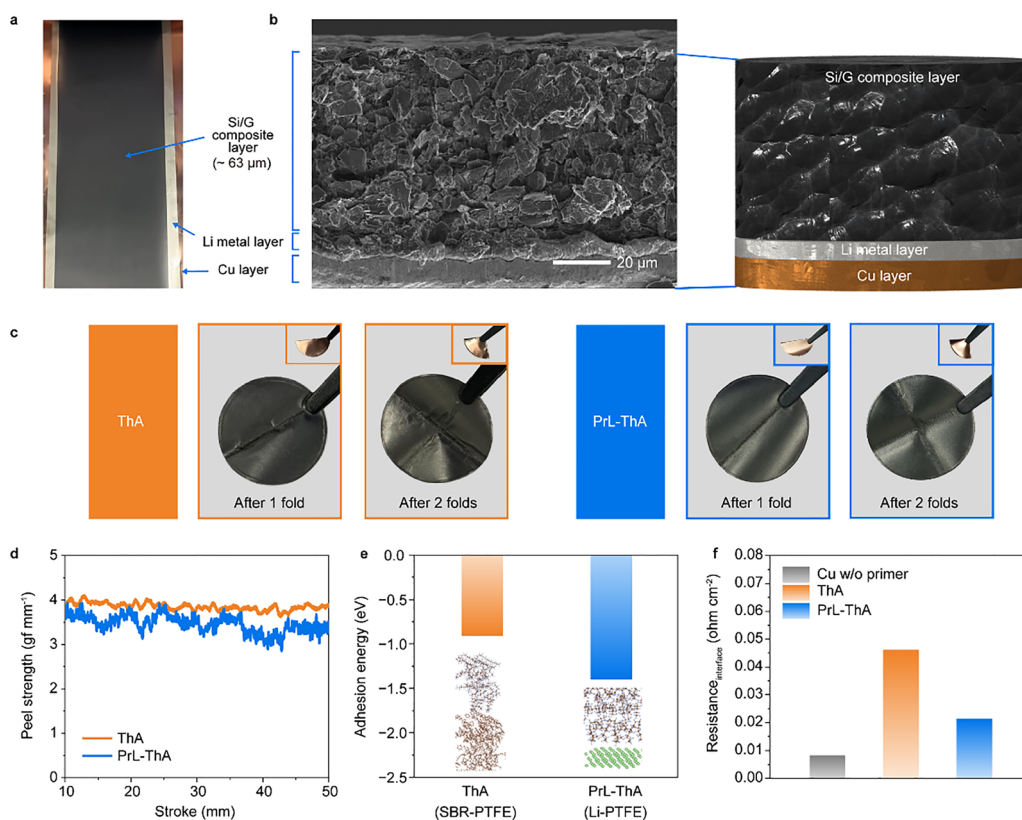 a
Si/G
composite
layer
(~ 63 μm)
Li metal layer
Cu layer
b
20 μm
Si/G composite layer
Li metal layer
Cu layer
c
ThA
After 1 fold
After 2 folds
PrL-ThA
After 1 fold
After 2 folds
d
Peel strength (gf mm⁻¹)
5
4
3
2
1
0
ThA
PrL-ThA
10 20 30 40 50
Stroke (mm)
e
Adhesion energy (eV)
0.0
−0.5
−1.0
−1.5
−2.0
−2.5
ThA
(SBR-PTFE)
PrL-ThA
(Li-PTFE)
f
Resistance interface (ohm cm⁻²)
0.08
0.07
0.06
0.05
0.04
0.03
0.02
0.01
0.00
Cu w/o primer
ThA
PrL-ThA